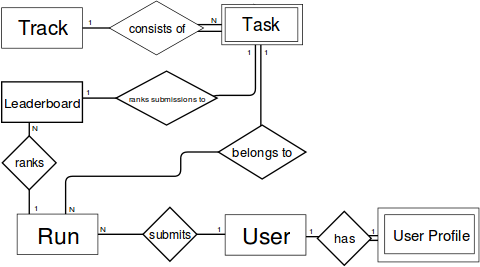 Track
1
consists of
N
Task
1
1
Leaderboard
1
ranks submissions to
N
ranks
belongs to
1
N
Run
N
submits
1
User
1
has
1
User Profile